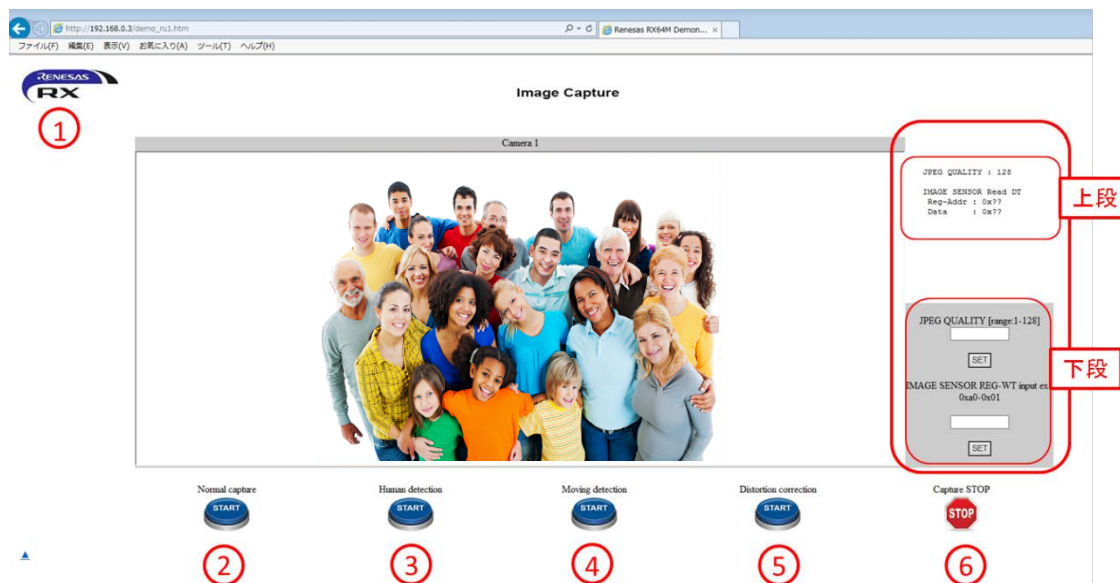 http://192.168.0.3/demo_ru1.htm
Renesas RX64M Demon...
ファイル(F) 編集(E) 表示(V) お気に入り(A) ツール(T) ヘルプ(H)
RENESAS
RX
Image Capture
①
Camera 1
JPEG QUALITY : 128
IMAGE SENSOR Read DT
Reg-Addr : 0x??
Data : 0x??
上段
JPEG QUALITY [range:1-128]
SET
下段
IMAGE SENSOR REG-WT input ex
0xa0-0x01
SET
Normal capture
Human detection
Moving detection
Distortion correction
Capture STOP
START
START
START
START
STOP
②
③
④
⑤
⑥